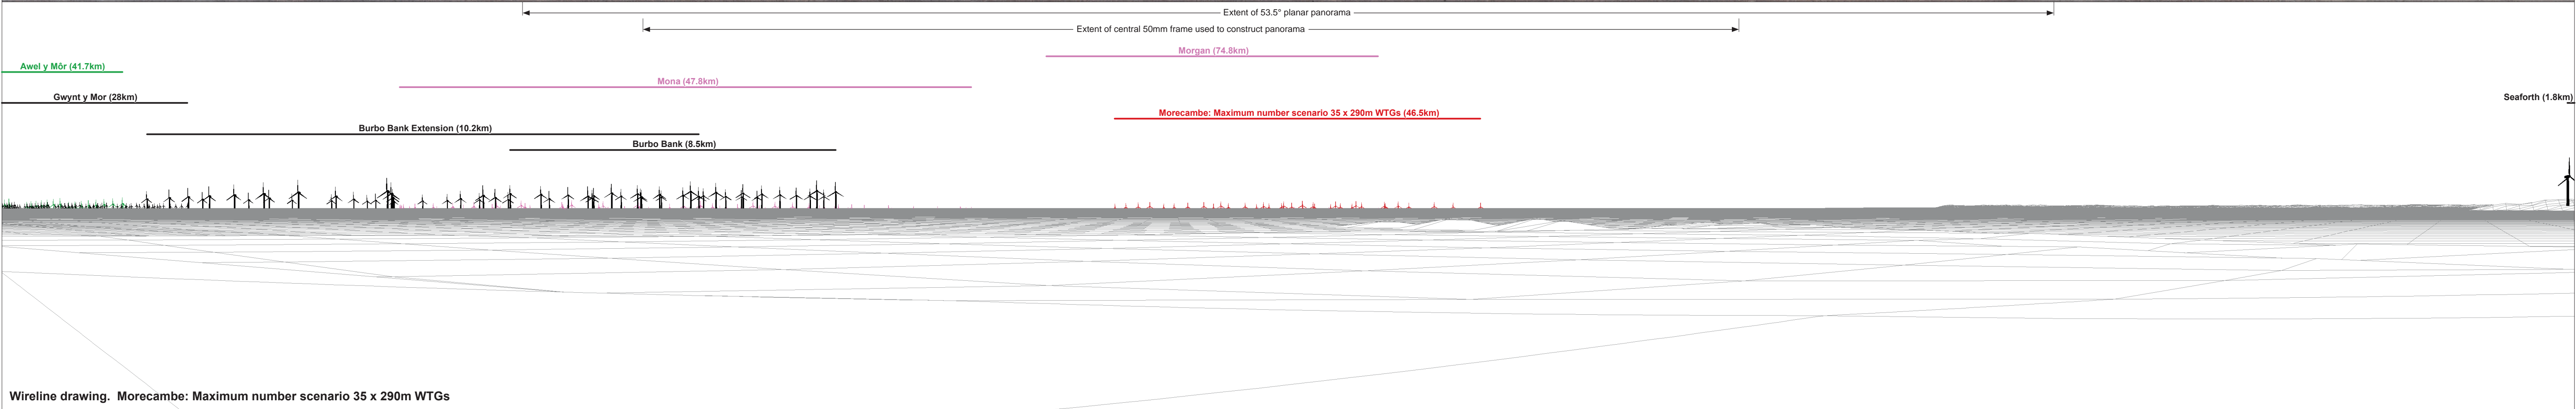 Extent of 53.5° planar panorama
Extent of central 50mm frame used to construct panorama
Morgan (74.8km)
Awel y Môr (41.7km)
Mona (47.8km)
Gwynt y Mor (28km)
Seaforth (1.8km)
Morecambe: Maximum number scenario 35 x 290m WTGs (46.5km)
Burbo Bank Extension (10.2km)
Burbo Bank (8.5km)
Wireline drawing. Morecambe: Maximum number scenario 35 x 290m WTGs